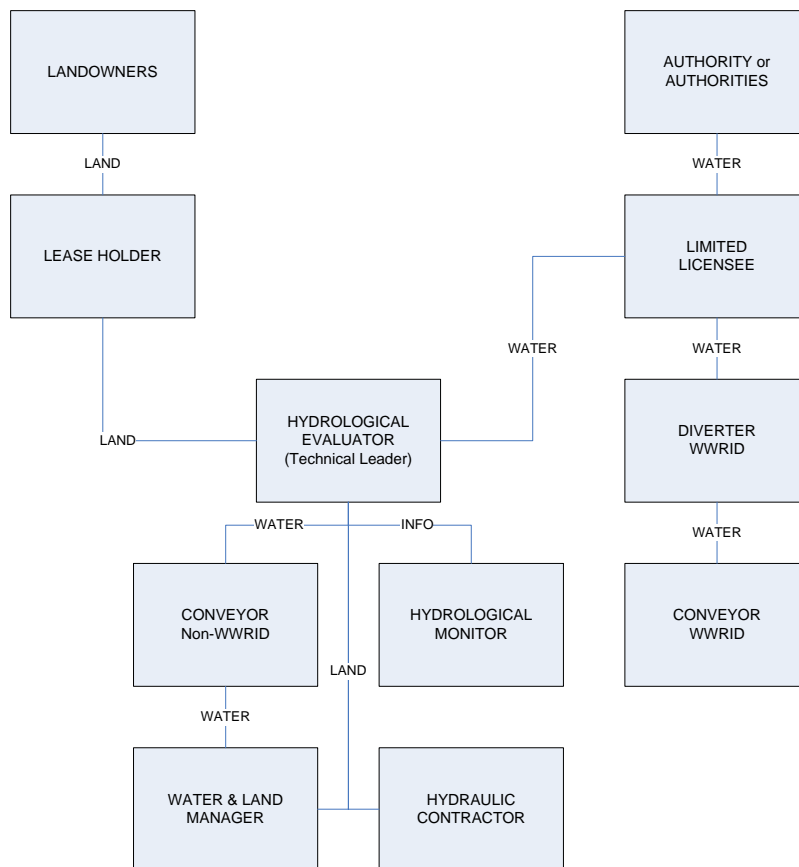 LANDOWNERS
AUTHORITY or
AUTHORITIES
LAND
WATER
LEASE HOLDER
LIMITED
LICENSEE
WATER
WATER
HYDROLOGICAL
EVALUATOR
(Technical Leader)
DIVERTER
WWRID
LAND
WATER
INFO
WATER
CONVEYOR
Non-WWRID
HYDROLOGICAL
MONITOR
CONVEYOR
WWRID
LAND
WATER
WATER & LAND
MANAGER
HYDRAULIC
CONTRACTOR